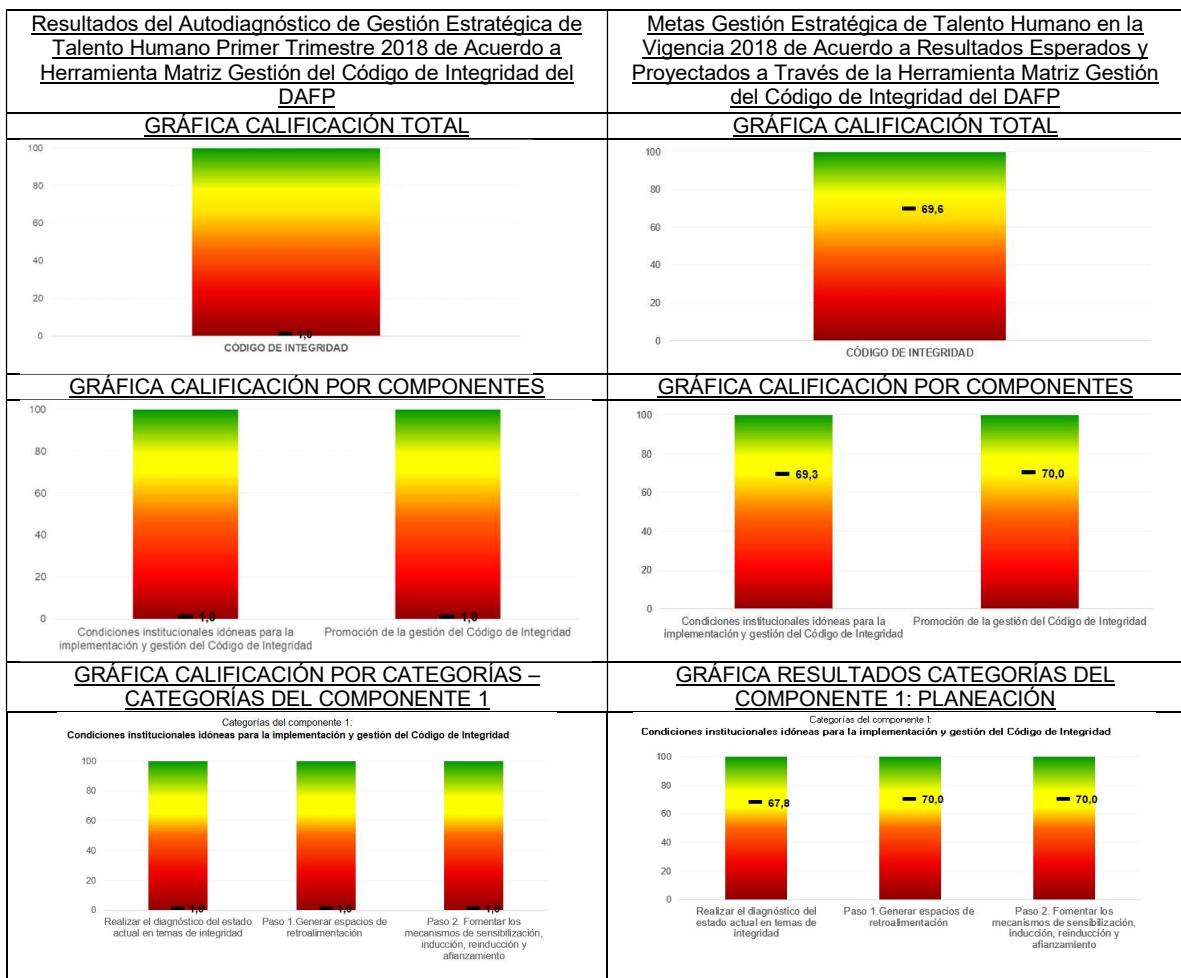 Resultados del Autodiagnóstico de Gestión Estratégica de
Talento Humano Primer Trimestre 2018 de Acuerdo a
Herramienta Matriz Gestión del Código de Integridad del
DAFP
Metas Gestión Estratégica de Talento Humano en la
Vigencia 2018 de Acuerdo a Resultados Esperados y
Proyectados a Través de la Herramienta Matriz Gestión
del Código de Integridad del DAFP
GRÁFICA CALIFICACIÓN TOTAL
GRÁFICA CALIFICACIÓN TOTAL
100
80
60
40
20
0
1,0
CÓDIGO DE INTEGRIDAD
100
80
60
40
20
0
69,6
CÓDIGO DE INTEGRIDAD
GRÁFICA CALIFICACIÓN POR COMPONENTES
GRÁFICA CALIFICACIÓN POR COMPONENTES
100
80
60
40
20
0
1,0
1,0
Condiciones institucionales idóneas para la
implementación y gestión del Código de Integridad
Promoción de la gestión del Código de Integridad
100
80
60
40
20
0
69,3
70,0
Condiciones institucionales idóneas para la
implementación y gestión del Código de Integridad
Promoción de la gestión del Código de Integridad
GRÁFICA CALIFICACIÓN POR CATEGORÍAS –
CATEGORÍAS DEL COMPONENTE 1
GRÁFICA RESULTADOS CATEGORÍAS DEL
COMPONENTE 1: PLANEACIÓN
Categorías del componente 1:
Condiciones institucionales idóneas para la implementación y gestión del Código de Integridad
100
80
60
40
20
0
1,0
1,0
1,0
Realizar el diagnóstico del estado
actual en temas de integridad
Paso 1.Generar espacios de
retroalimentación
Paso 2. Fomentar los
mecanismos de sensibilización,
inducción, reinducción y
afianzamiento
Categorías del componente 1:
Condiciones institucionales idóneas para la implementación y gestión del Código de Integridad
100
80
60
40
20
0
67,8
70,0
70,0
Realizar el diagnóstico del
estado actual en temas de
integridad
Paso 1.Generar espacios de
retroalimentación
Paso 2. Fomentar los
mecanismos de sensibilización,
inducción, reinducción y
afianzamiento